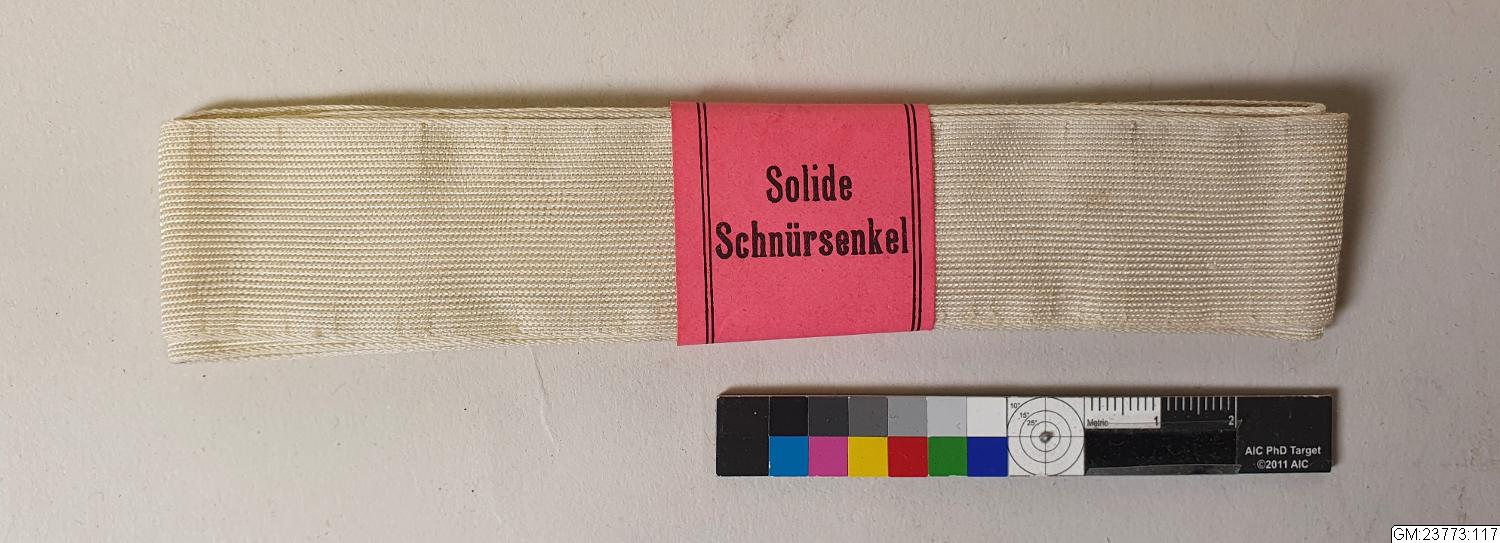 Solide
Schnürsenkel
10°
15°
25°
Metric
1
2
AIC PhD Target
©2011 AIC
GM:23773:117